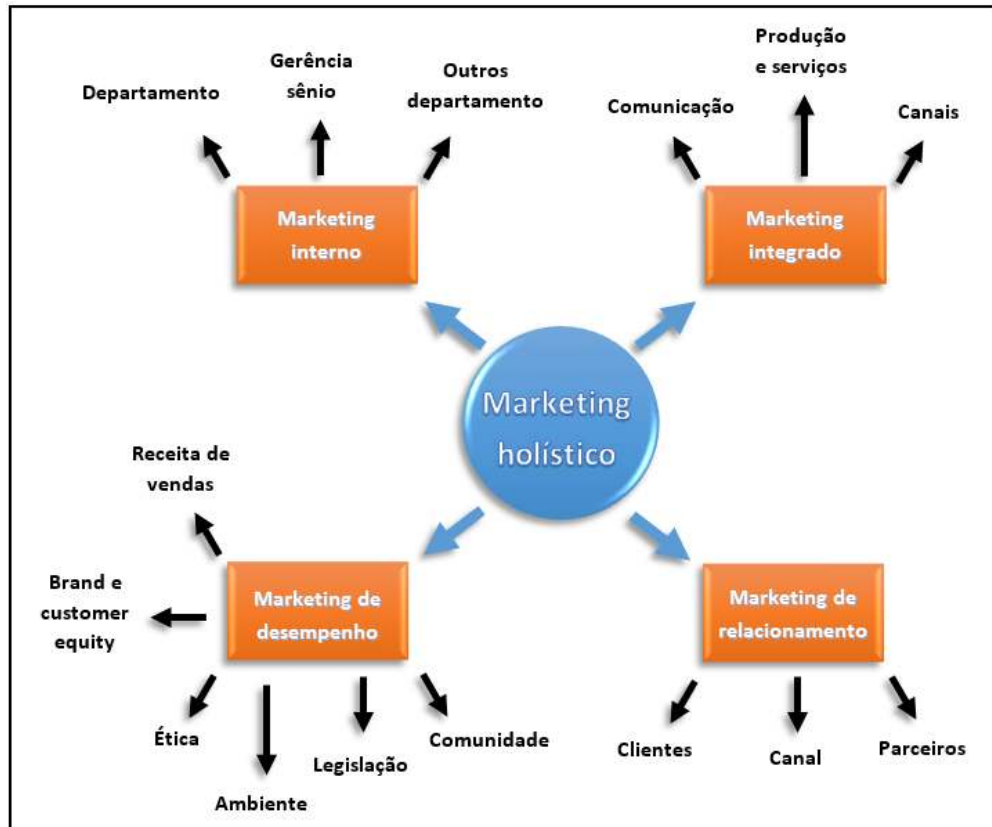 Departamento
Gerência
sênio
Outros
departamento
Marketing
interno
Comunicação
Produção
e serviços
Canais
Marketing
integrado
Marketing
holístico
Receita de
vendas
Brand e
customer
equity
Marketing de
desempenho
Ética
Ambiente
Legislação
Comunidade
Marketing de
relacionamento
Clientes
Canal
Parceiros